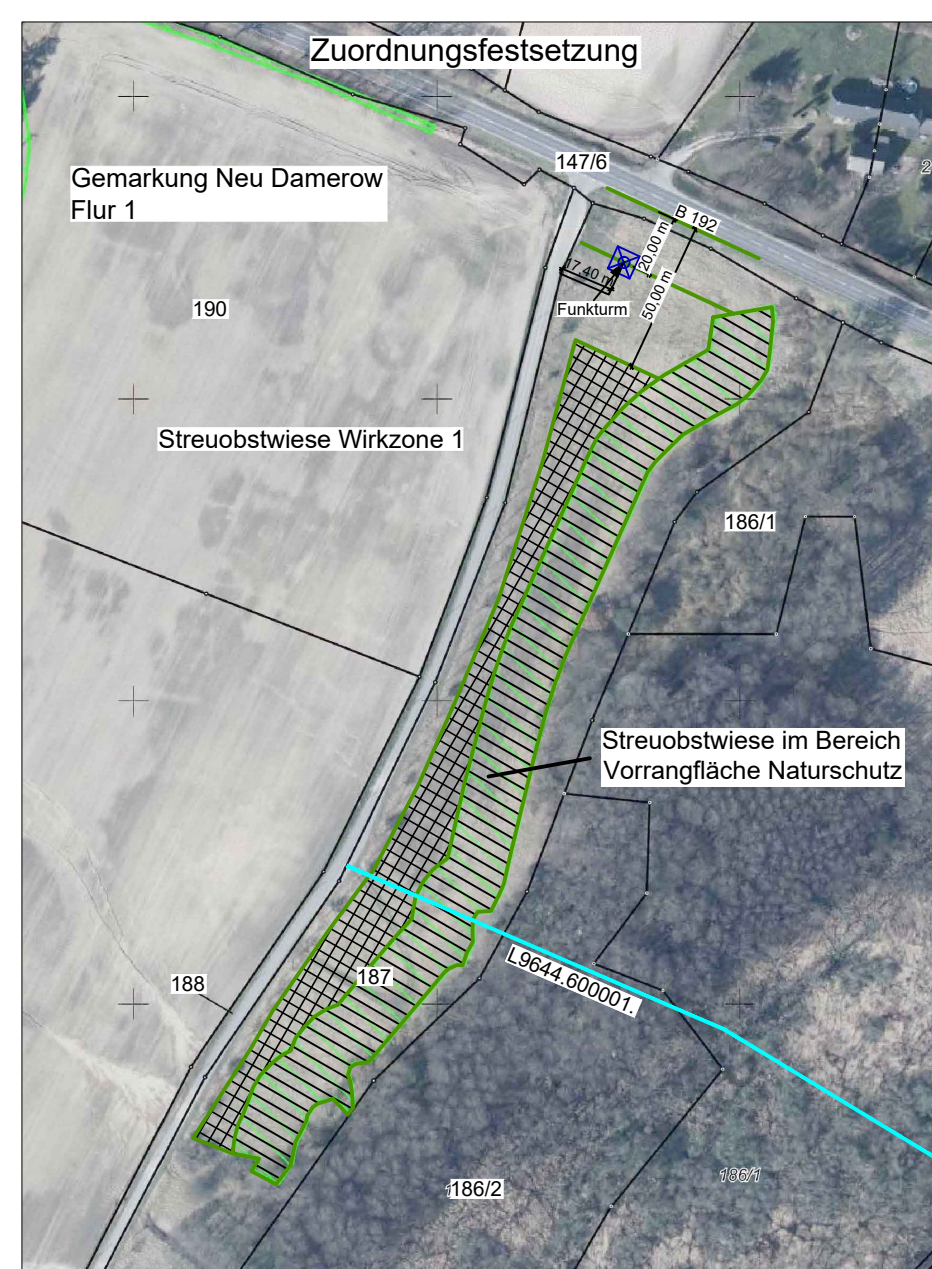 Zuordnungsfestsetzung
147/6
Gemarkung Neu Damerow
Flur 1
B 192
20,00 m
17,40 m
50,00 m
Funkturm
190
Streuobstwiese Wirkzone 1
186/1
Streuobstwiese im Bereich
Vorrangfläche Naturschutz
L9644.600001.
187
188
186/1
186/2